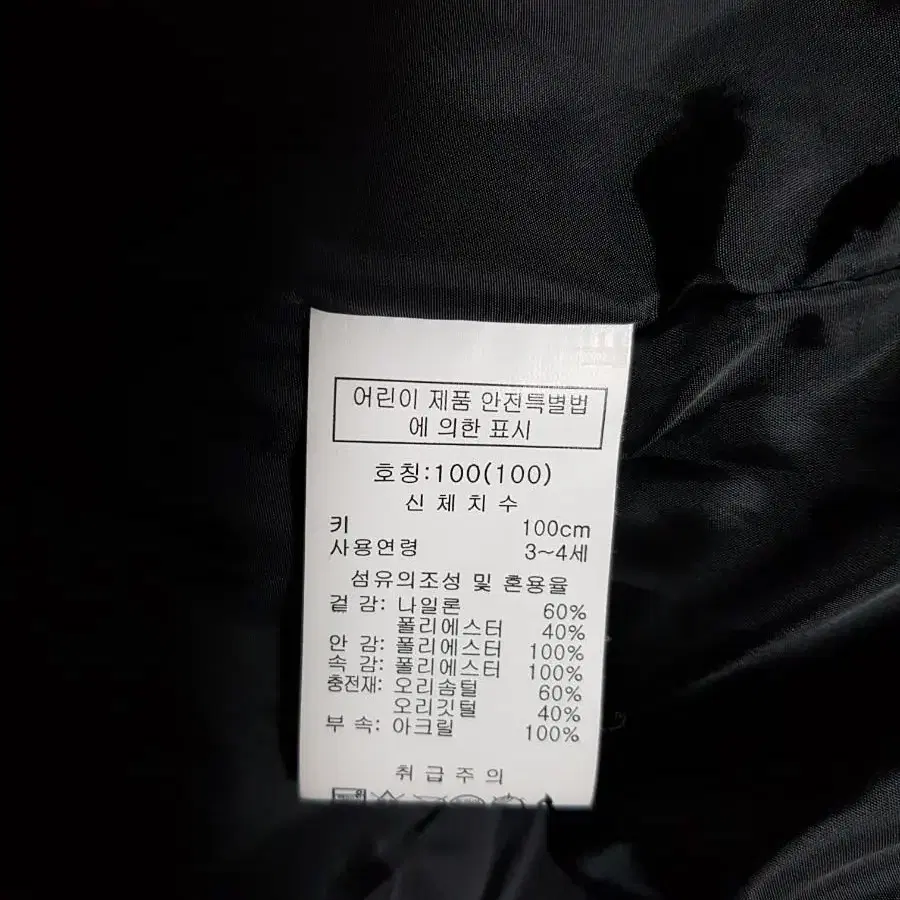 어린이 제품 안전특별법
에 의한 표시
호칭:100(100)
신 체 치 수
키 100cm
사용연령 3~4세
섬유의조성 및 혼용율
겉 감: 나일론 60%
폴리에스터 40%
안 감: 폴리에스터 100%
속 감: 폴리에스터 100%
충전재: 오리솜털 60%
오리깃털 40%
부 속: 아크릴 100%
취 급 주 의